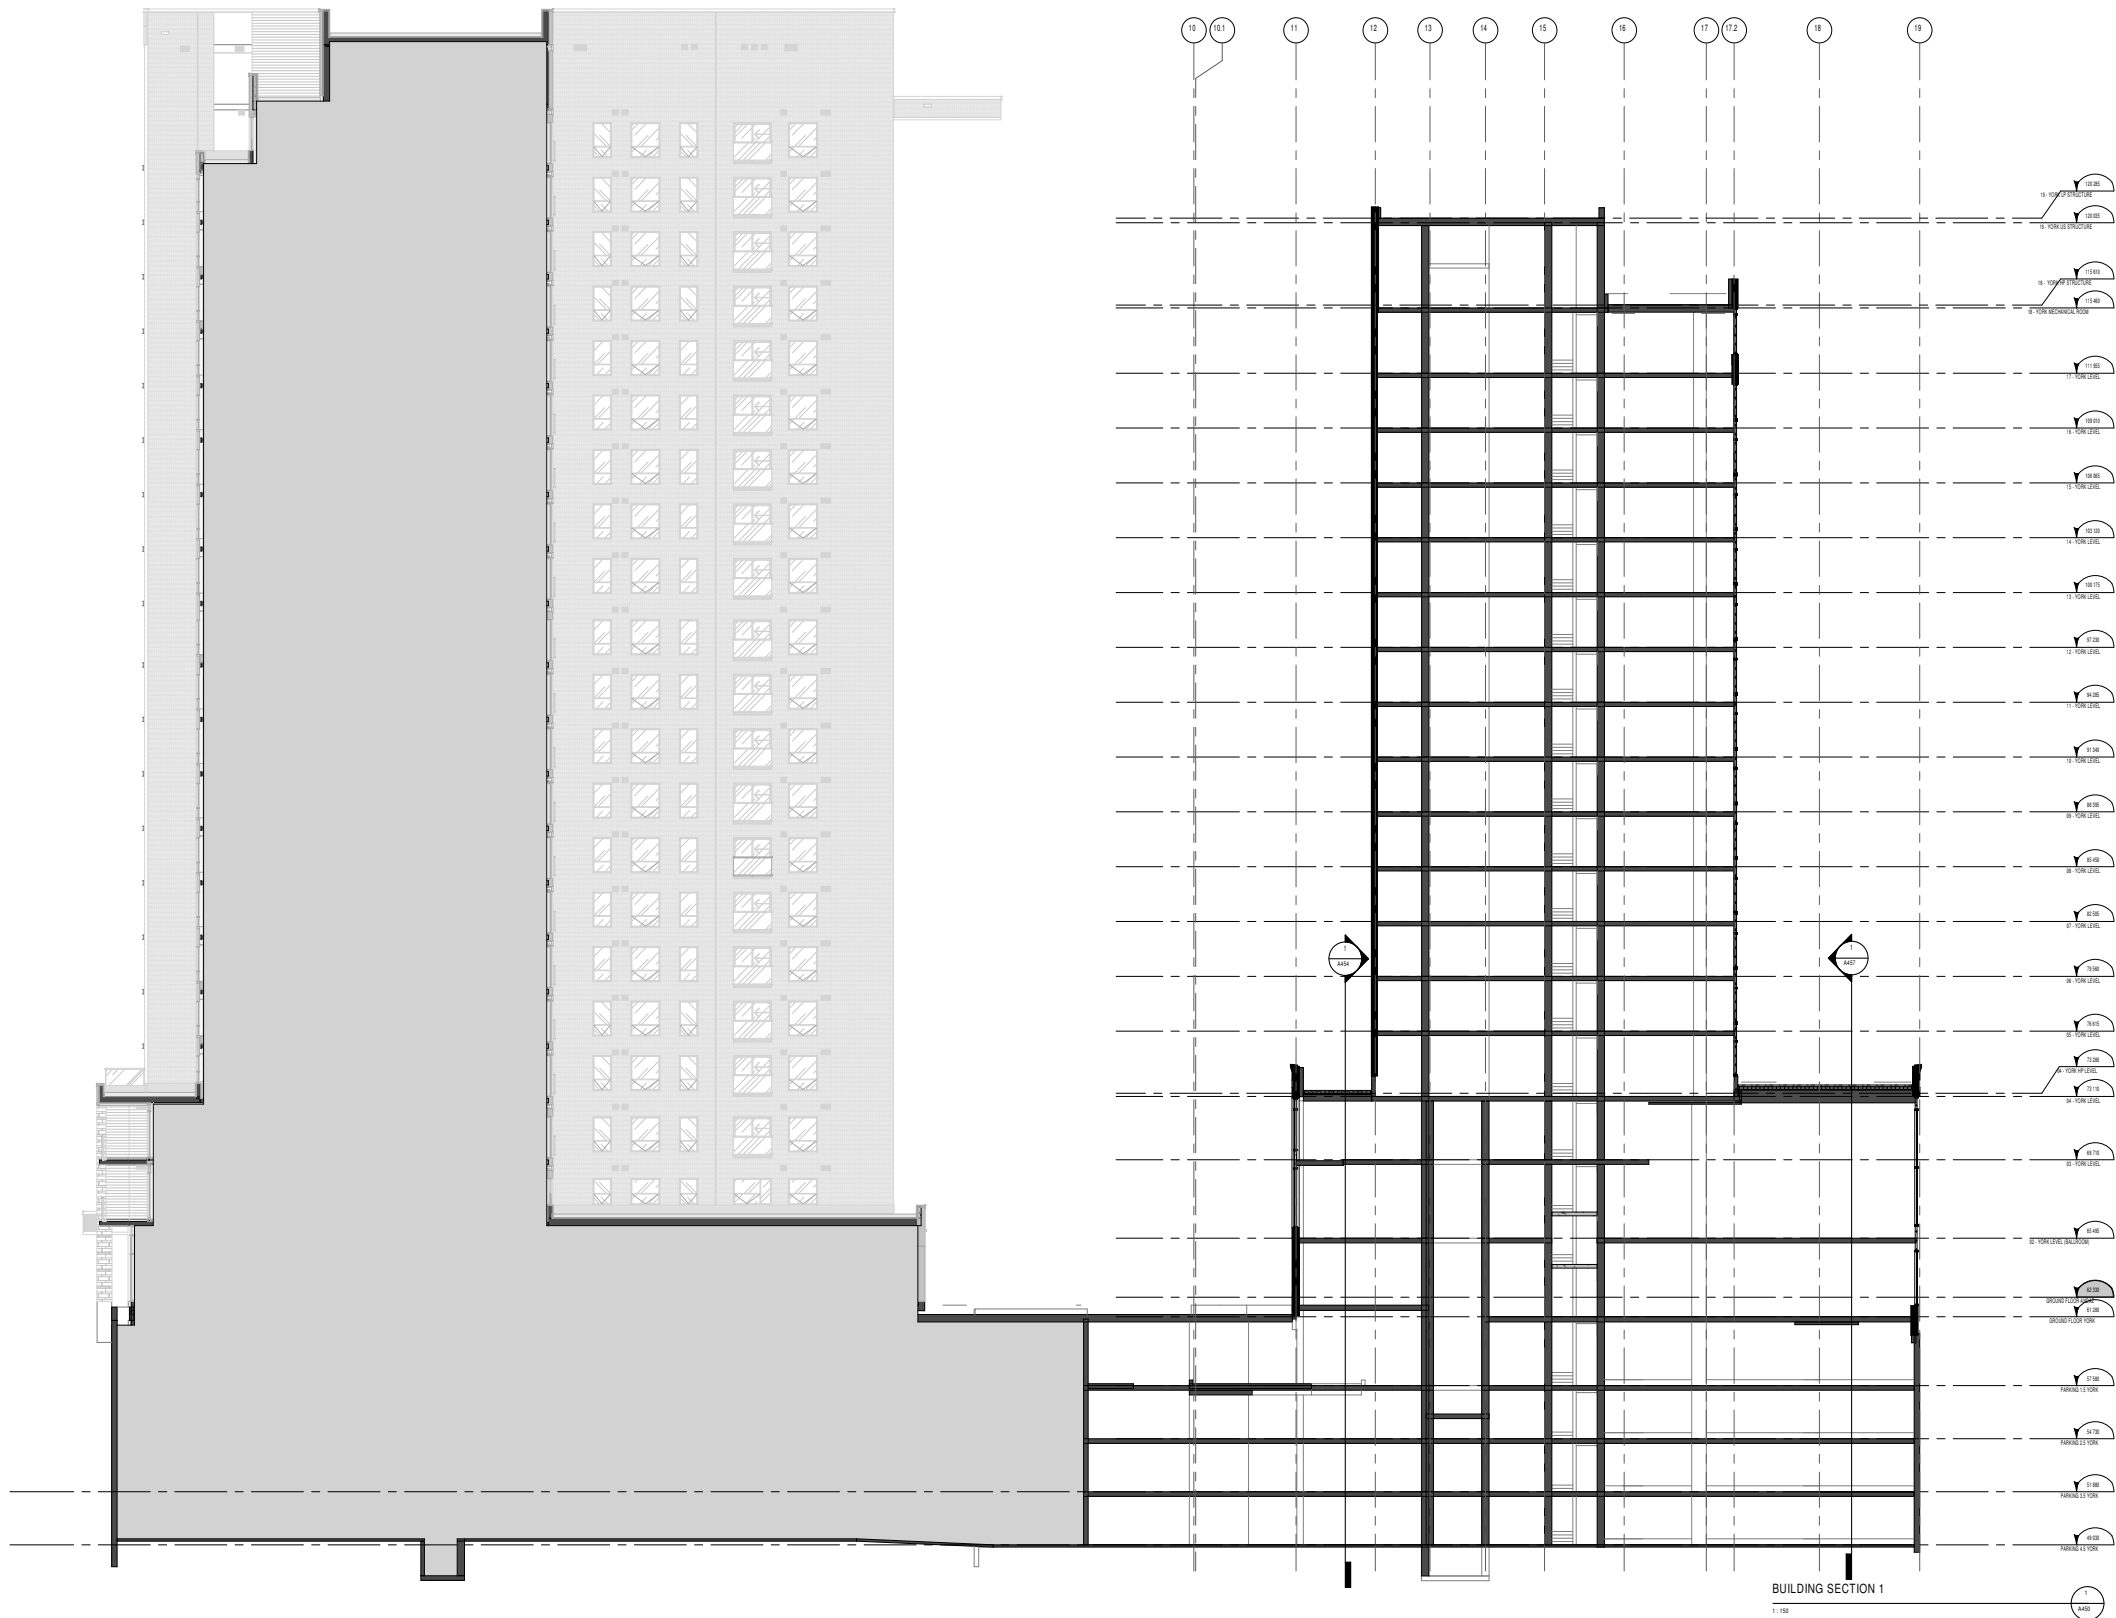 10
10.1
11
12
13
14
15
16
17
17.2
18
19
120.055
19 - YORK US STRUCTURE
115 610
18 - YORK HP STRUCTURE
115 460
18 - YORK MECHANICAL ROOM
111 955
17 - YORK LEVEL
109 010
16 - YORK LEVEL
106 065
15 - YORK LEVEL
103 120
14 - YORK LEVEL
100 175
13 - YORK LEVEL
97 230
12 - YORK LEVEL
94 285
11 - YORK LEVEL
91 340
10 - YORK LEVEL
88 395
09 - YORK LEVEL
85 450
08 - YORK LEVEL
82 505
07 - YORK LEVEL
1
A454
1
A457
79 560
06 - YORK LEVEL
76 615
05 - YORK LEVEL
73 280
04 - YORK HP LEVEL
73 110
04 - YORK LEVEL
69 710
03 - YORK LEVEL
65 495
02 - YORK LEVEL (BALLROOM)
62 330
GROUND FLOOR
61 280
GROUND FLOOR YORK
57 580
PARKING 1.5 YORK
54 730
PARKING 2.5 YORK
51 880
PARKING 3.5 YORK
49 030
PARKING 4.5 YORK
BUILDING SECTION 1
1 : 150
1
A450